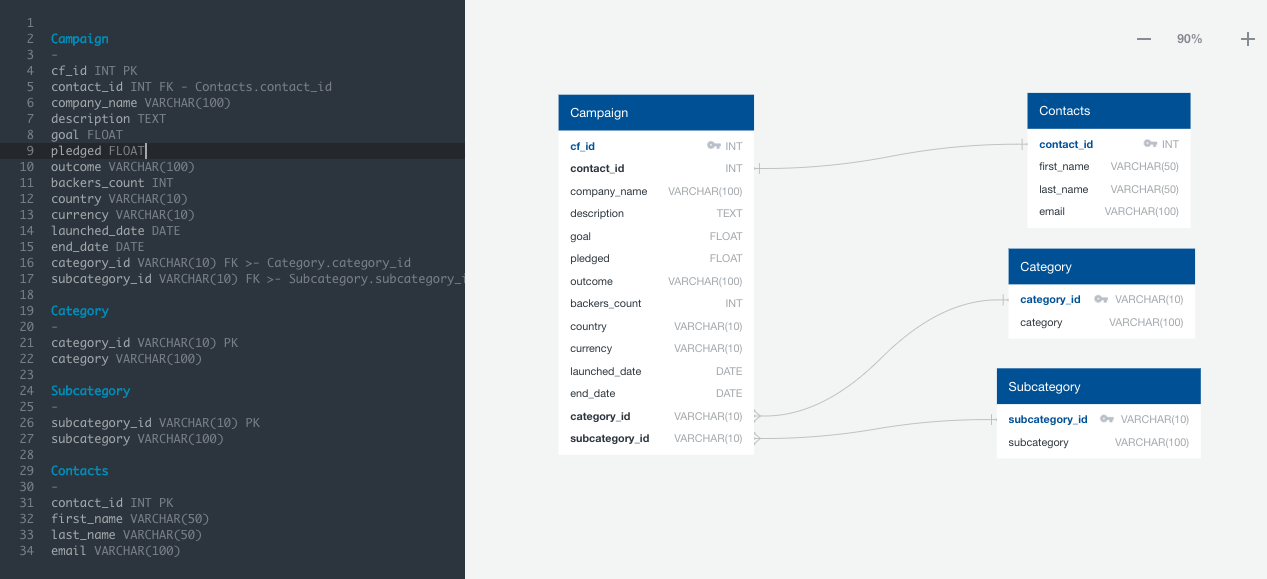 1
2 Campaign
3 -
4 cf_id INT PK
5 contact_id INT FK - Contacts.contact_id
6 company_name VARCHAR(100)
7 description TEXT
8 goal FLOAT
9 pledged FLOAT
10 outcome VARCHAR(100)
11 backers_count INT
12 country VARCHAR(10)
13 currency VARCHAR(10)
14 launched_date DATE
15 end_date DATE
16 category_id VARCHAR(10) FK >- Category.category_id
17 subcategory_id VARCHAR(10) FK >- Subcategory.subcategory_i
18
19 Category
20 -
21 category_id VARCHAR(10) PK
22 category VARCHAR(100)
23
24 Subcategory
25 -
26 subcategory_id VARCHAR(10) PK
27 subcategory VARCHAR(100)
28
29 Contacts
30 -
31 contact_id INT PK
32 first_name VARCHAR(50)
33 last_name VARCHAR(50)
34 email VARCHAR(100)
90%
Campaign
cf_id INT
contact_id INT
company_name VARCHAR(100)
description TEXT
goal FLOAT
pledged FLOAT
outcome VARCHAR(100)
backers_count INT
country VARCHAR(10)
currency VARCHAR(10)
launched_date DATE
end_date DATE
category_id VARCHAR(10)
subcategory_id VARCHAR(10)
Contacts
contact_id INT
first_name VARCHAR(50)
last_name VARCHAR(50)
email VARCHAR(100)
Category
category_id VARCHAR(10)
category VARCHAR(100)
Subcategory
subcategory_id VARCHAR(10)
subcategory VARCHAR(100)